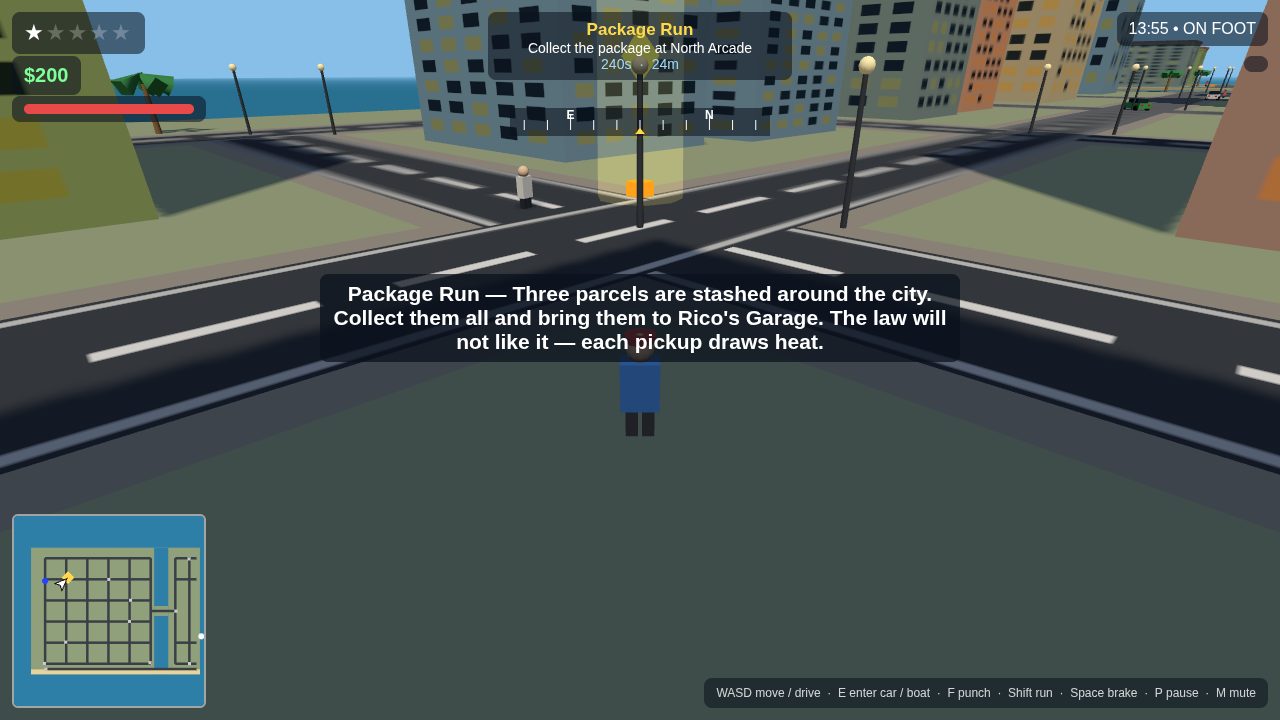 ★★★★★
$200
Package Run
Collect the package at North Arcade
240s · 24m
E N
13:55 • ON FOOT
Package Run — Three parcels are stashed around the city.
Collect them all and bring them to Rico's Garage. The law will
not like it — each pickup draws heat.
WASD move / drive · E enter car / boat · F punch · Shift run · Space brake · P pause · M mute